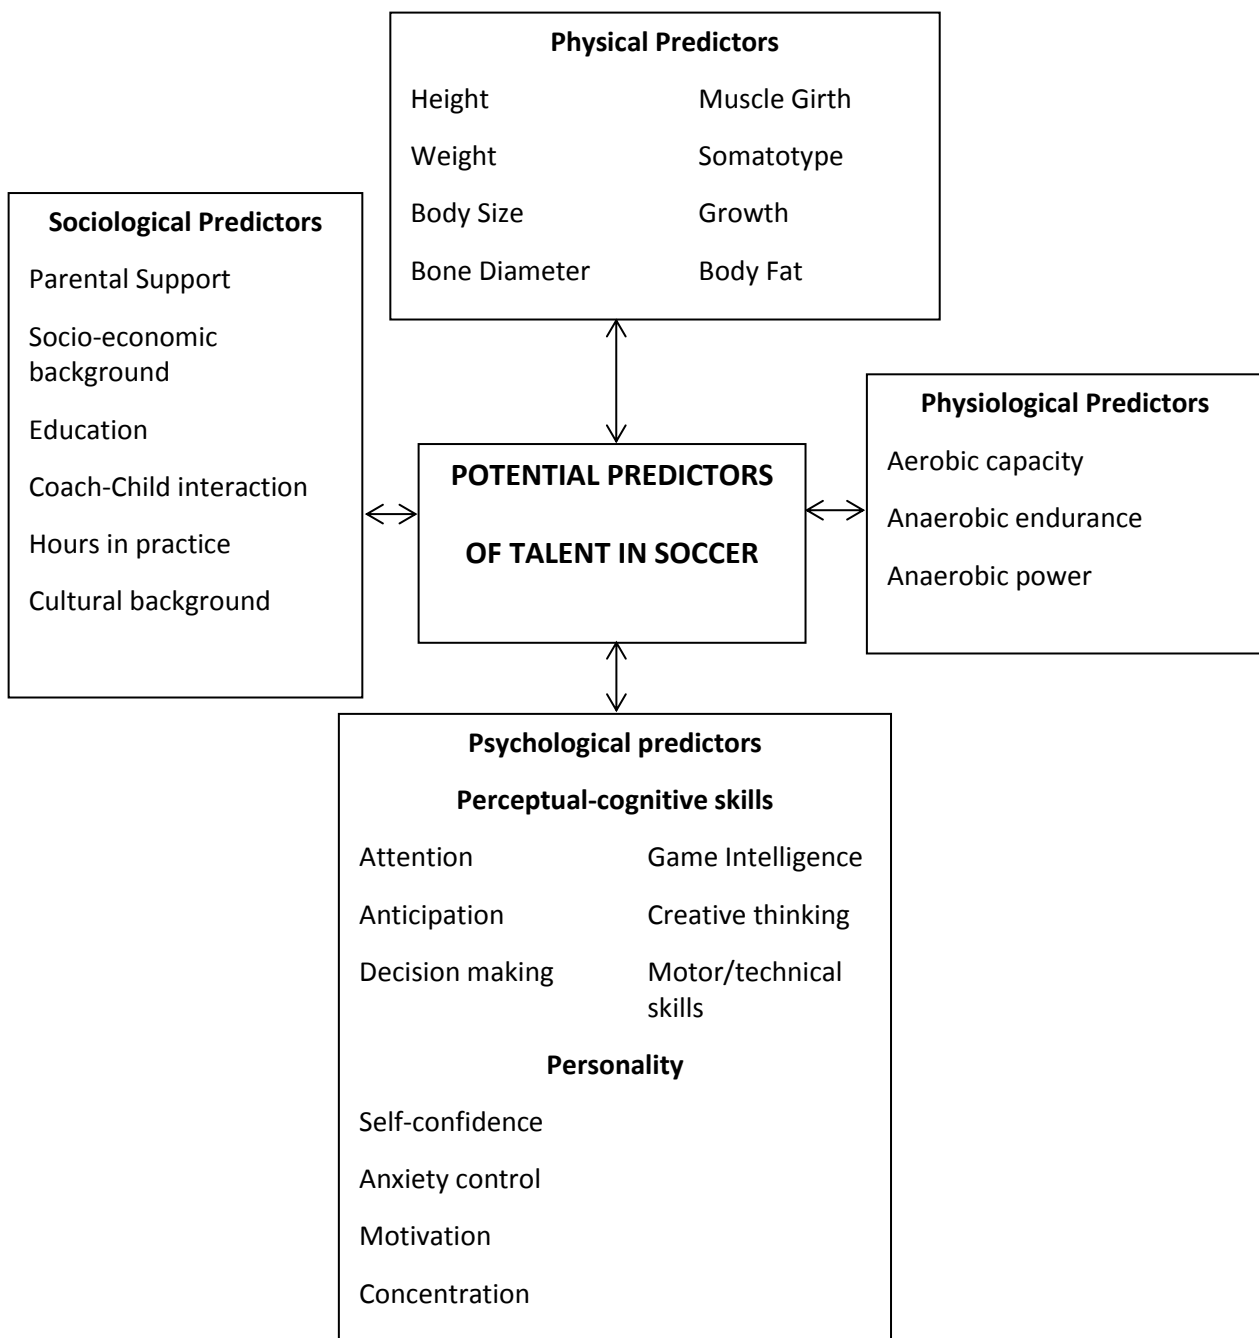 Physical Predictors
Height Muscle Girth
Weight Somatotype
Body Size Growth
Bone Diameter Body Fat
Sociological Predictors
Parental Support
Socio-economic
background
Education
Coach-Child interaction
Hours in practice
Cultural background
POTENTIAL PREDICTORS
OF TALENT IN SOCCER
Physiological Predictors
Aerobic capacity
Anaerobic endurance
Anaerobic power
Psychological predictors
Perceptual-cognitive skills
Attention Game Intelligence
Anticipation Creative thinking
Decision making Motor/technical
skills
Personality
Self-confidence
Anxiety control
Motivation
Concentration